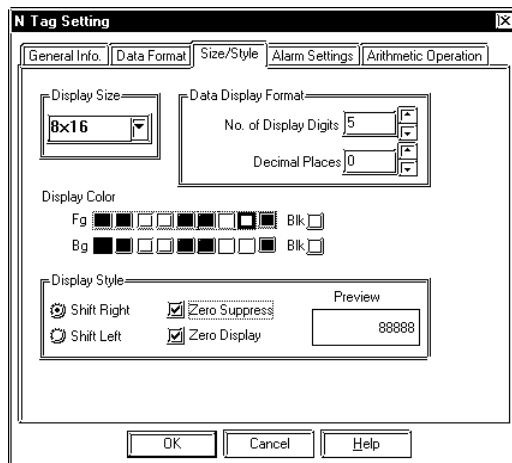 N Tag Setting
General Info. Data Format Size/Style Alarm Settings Arithmetic Operation
Display Size
8×16
Data Display Format
No. of Display Digits 5
Decimal Places 0
Display Color
Fg Blk
Bg Blk
Display Style
Shift Right Zero Suppress
Shift Left Zero Display
Preview
88888
OK Cancel Help